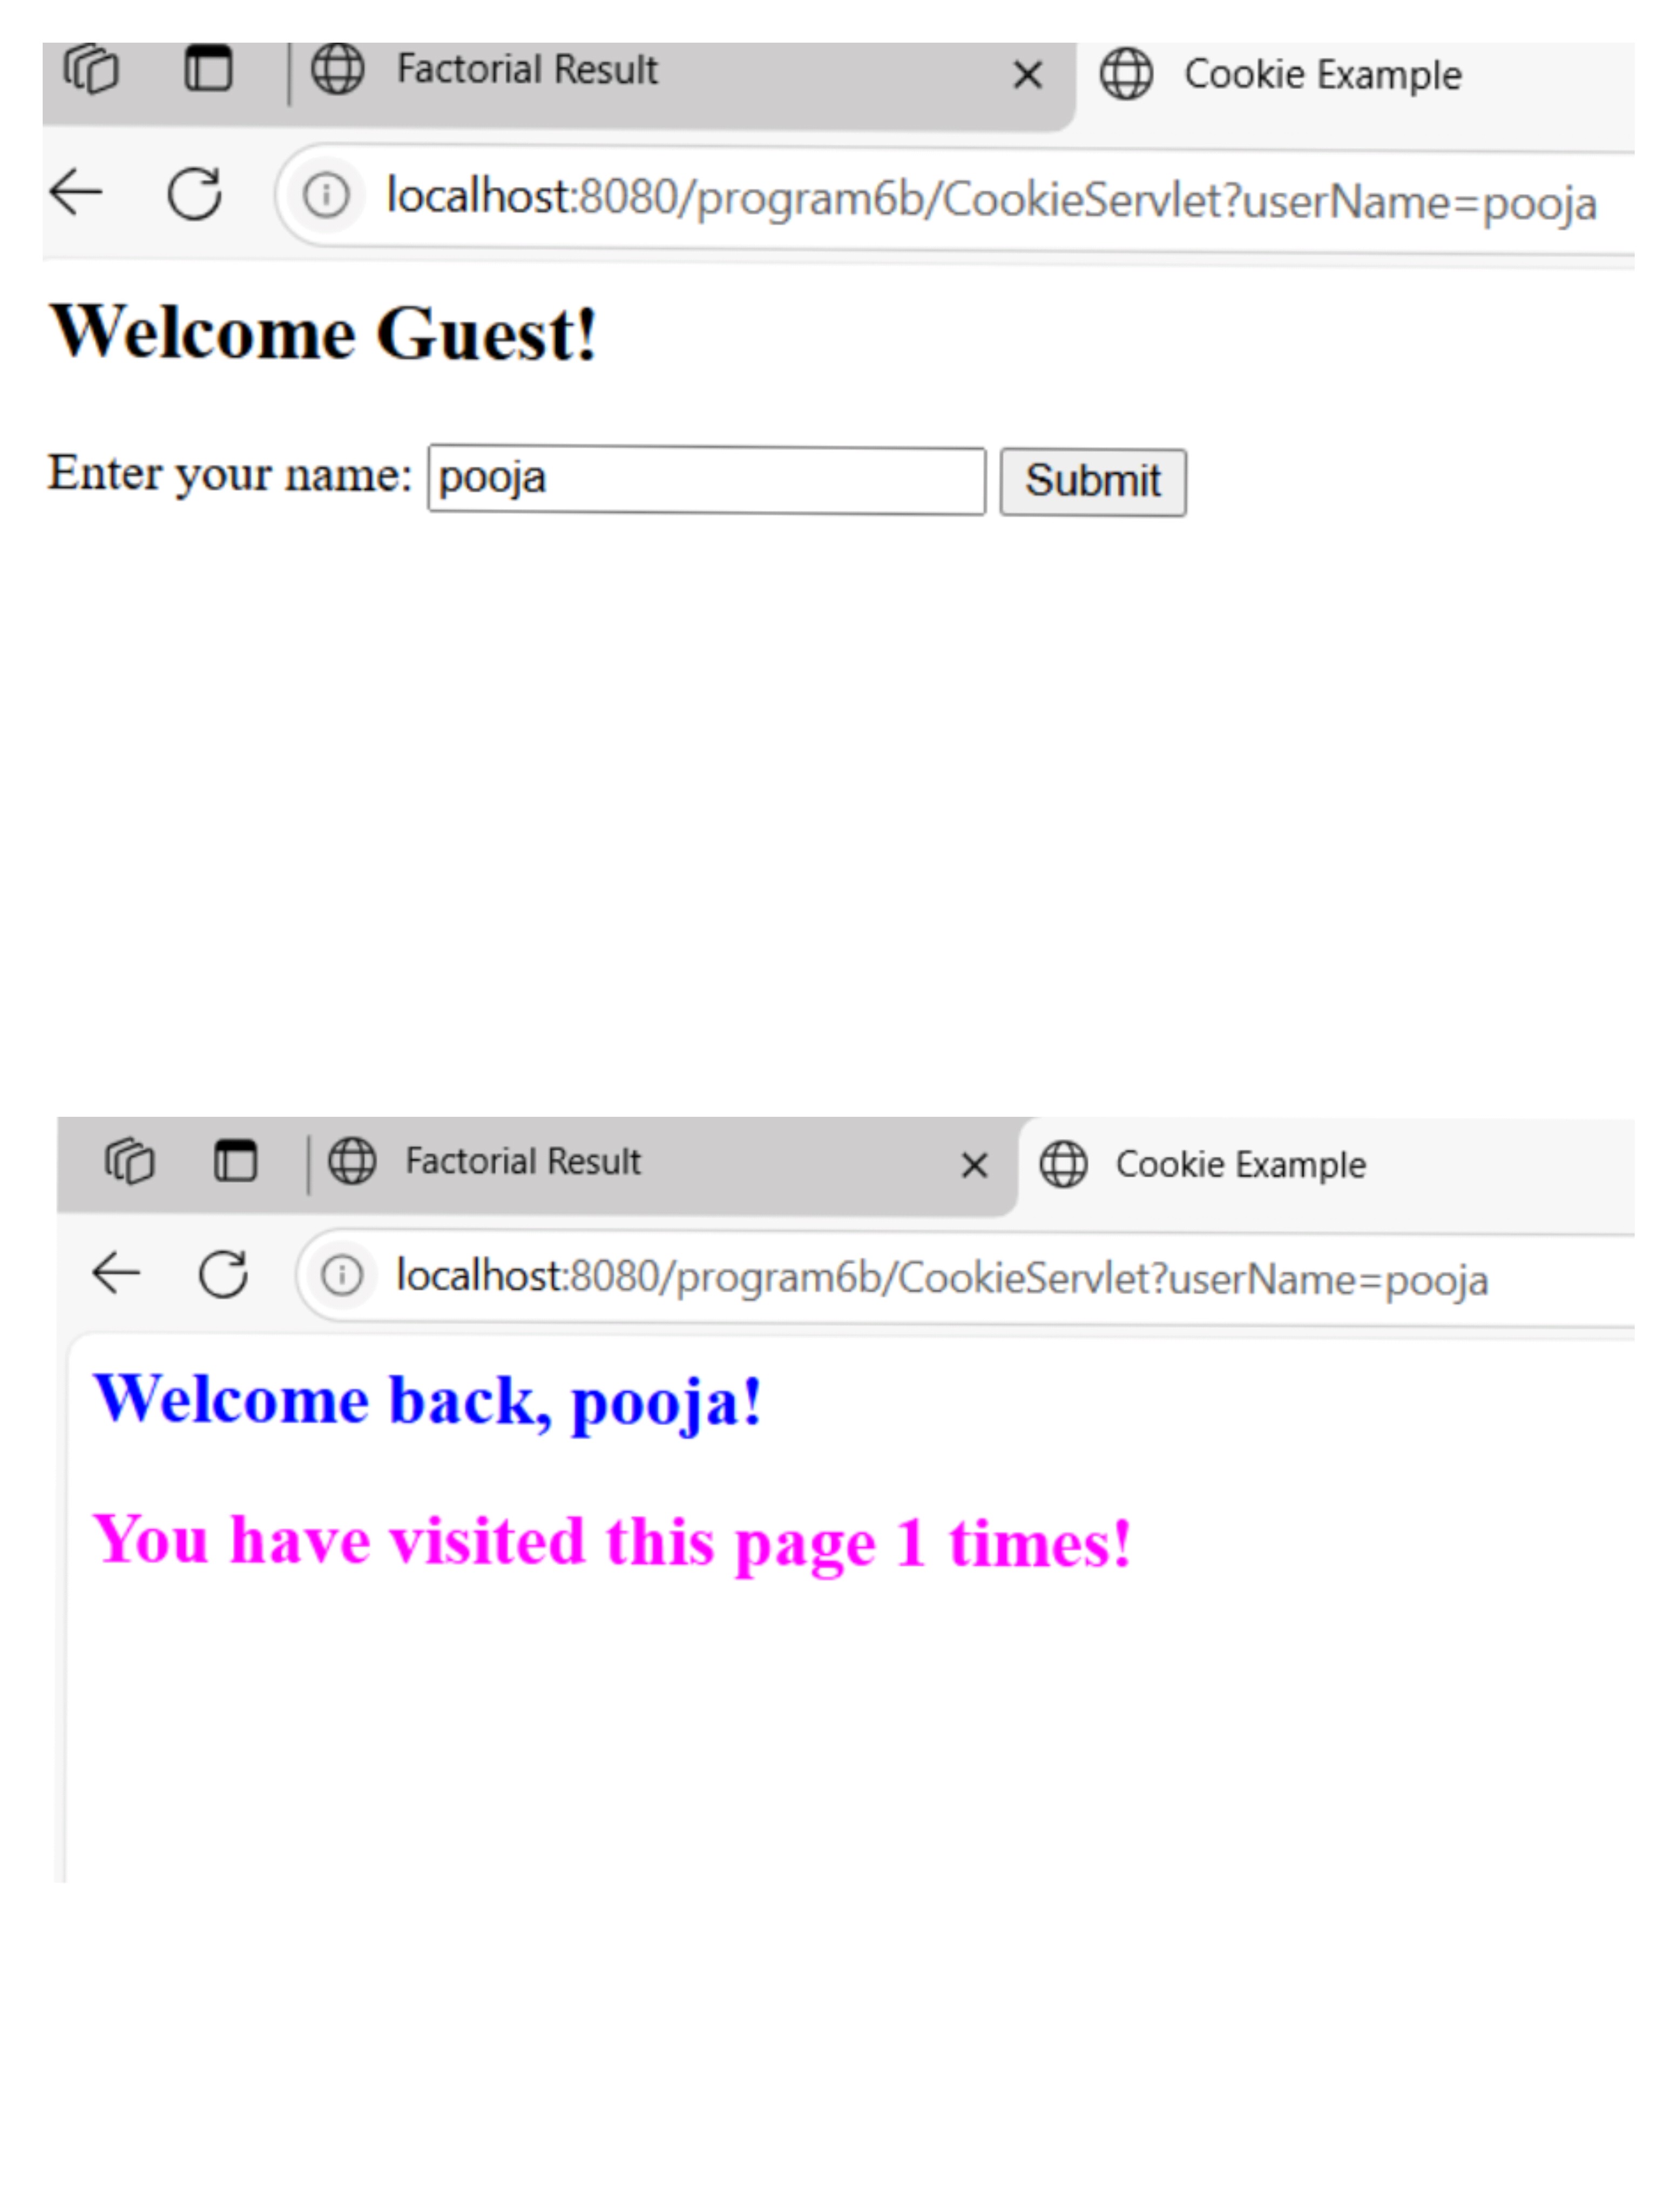 Factorial Result
Cookie Example
localhost:8080/program6b/CookieServlet?userName=pooja
Welcome Guest!
Enter your name: pooja Submit
Factorial Result
Cookie Example
localhost:8080/program6b/CookieServlet?userName=pooja
Welcome back, pooja!
You have visited this page 1 times!